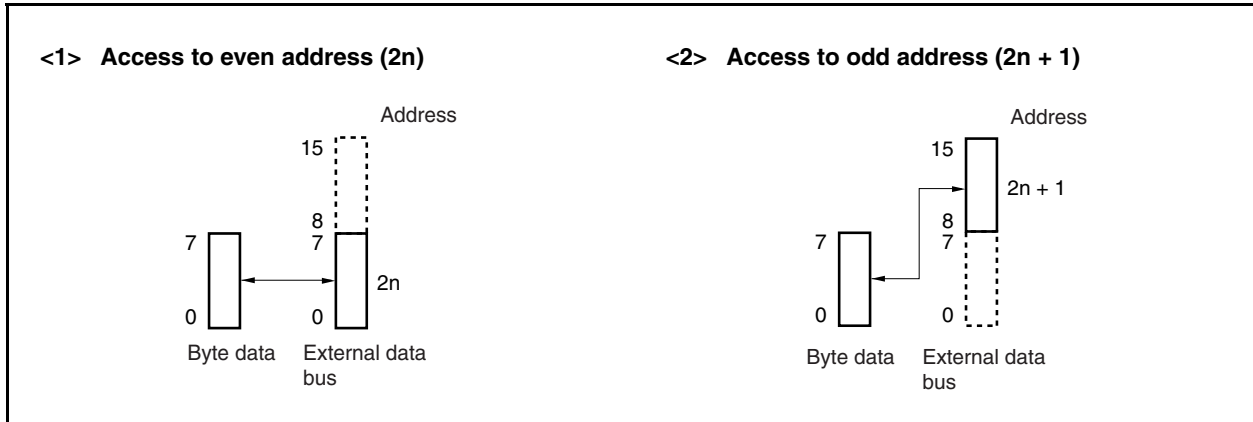 <1> Access to even address (2n)
Address
15
8
7
7
2n
0
0
Byte data
External data
bus
<2> Access to odd address (2n + 1)
Address
15
2n + 1
8
7
7
0
0
Byte data
External data
bus